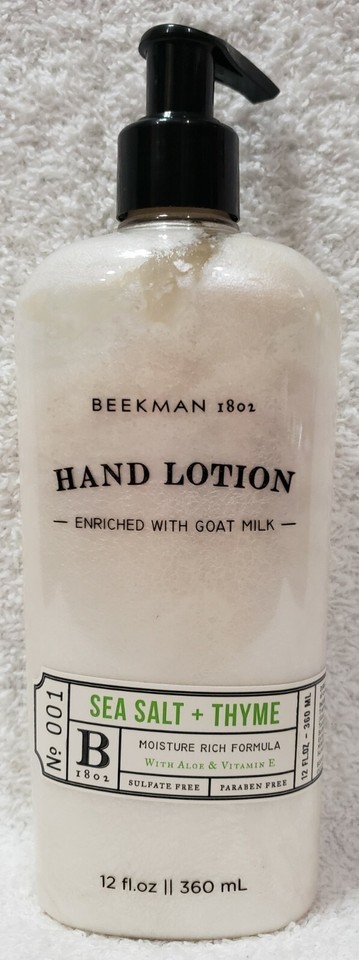 BEEKMAN 1802
HAND LOTION
— ENRICHED WITH GOAT MILK —
No 001
SEA SALT + THYME
B
1802
MOISTURE RICH FORMULA
WITH ALOE & VITAMIN E
SULFATE FREE
PARABEN FREE
12 FL.OZ - 360 ML
12 fl.oz || 360 mL